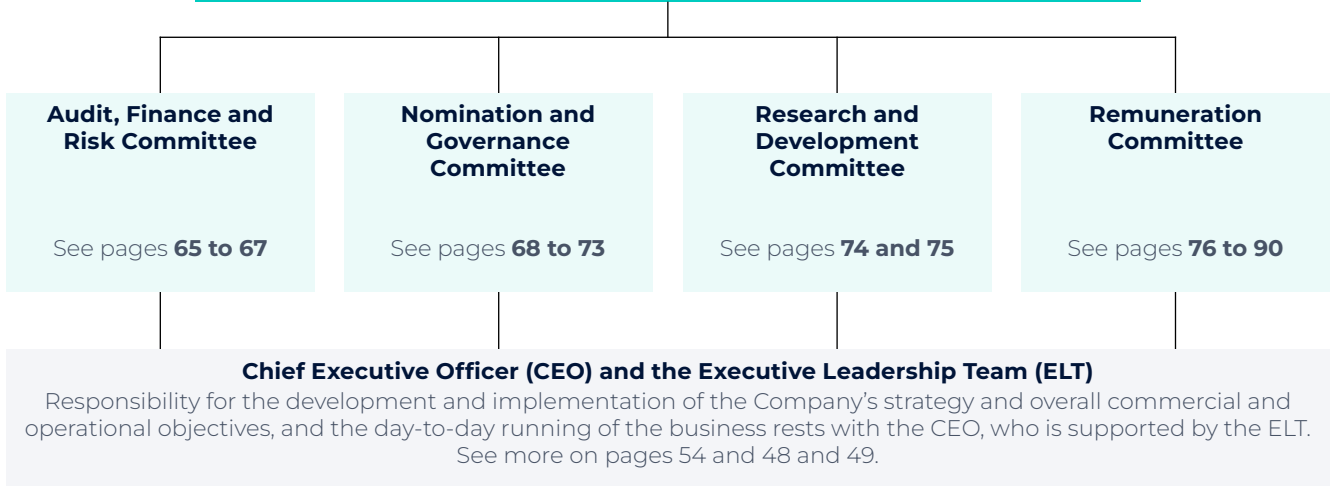 Audit, Finance and
Risk Committee
See pages 65 to 67
Nomination and
Governance
Committee
See pages 68 to 73
Research and
Development
Committee
See pages 74 and 75
Remuneration
Committee
See pages 76 to 90
Chief Executive Officer (CEO) and the Executive Leadership Team (ELT)
Responsibility for the development and implementation of the Company’s strategy and overall commercial and
operational objectives, and the day-to-day running of the business rests with the CEO, who is supported by the ELT.
See more on pages 54 and 48 and 49.